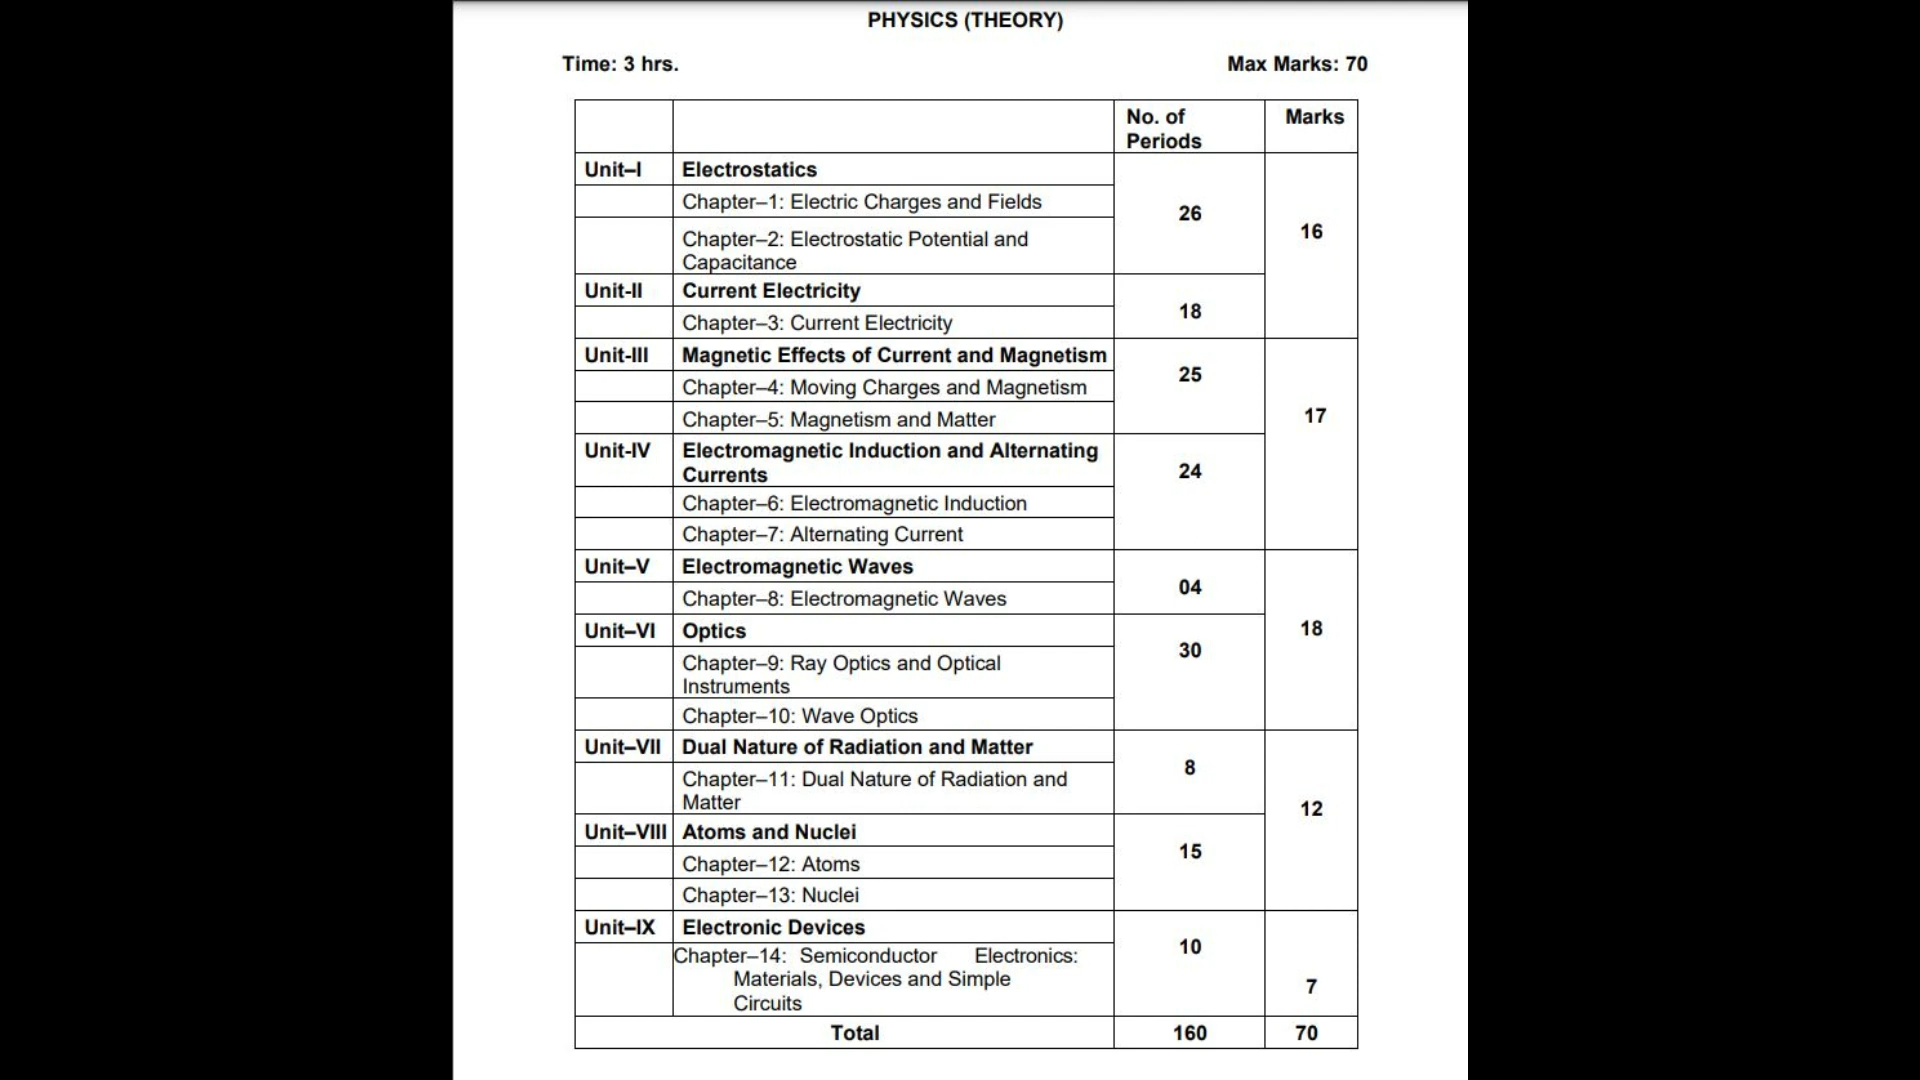 PHYSICS (THEORY)
Time: 3 hrs. Max Marks: 70
No. of
Periods
Marks
Unit–I Electrostatics
26
16
Chapter–1: Electric Charges and Fields
Chapter–2: Electrostatic Potential and
Capacitance
Unit-II Current Electricity
18
Chapter–3: Current Electricity
Unit-III Magnetic Effects of Current and Magnetism
25
17
Chapter–4: Moving Charges and Magnetism
Chapter–5: Magnetism and Matter
Unit-IV Electromagnetic Induction and Alternating
Currents
24
Chapter–6: Electromagnetic Induction
Chapter–7: Alternating Current
Unit–V Electromagnetic Waves
04
18
Chapter–8: Electromagnetic Waves
Unit–VI Optics
30
Chapter–9: Ray Optics and Optical
Instruments
Chapter–10: Wave Optics
Unit–VII Dual Nature of Radiation and Matter
8
12
Chapter–11: Dual Nature of Radiation and
Matter
Unit–VIII Atoms and Nuclei
15
Chapter–12: Atoms
Chapter–13: Nuclei
Unit–IX Electronic Devices
10
7
Chapter–14: Semiconductor Electronics:
Materials, Devices and Simple
Circuits
Total 160 70